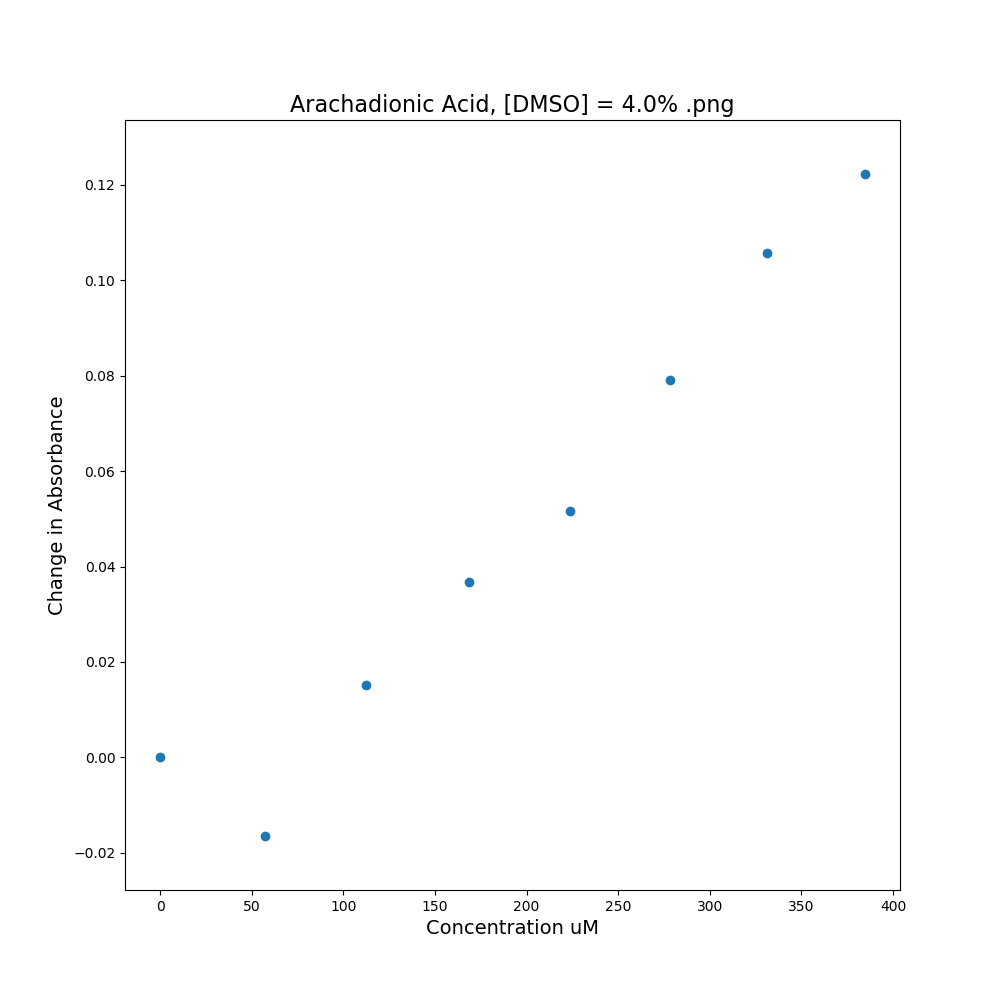 Arachadionic Acid, [DMSO] = 4.0% .png
0.12
0.10
0.08
0.06
0.04
0.02
0.00
−0.02
Change in Absorbance
0 50 100 150 200 250 300 350 400
Concentration uM